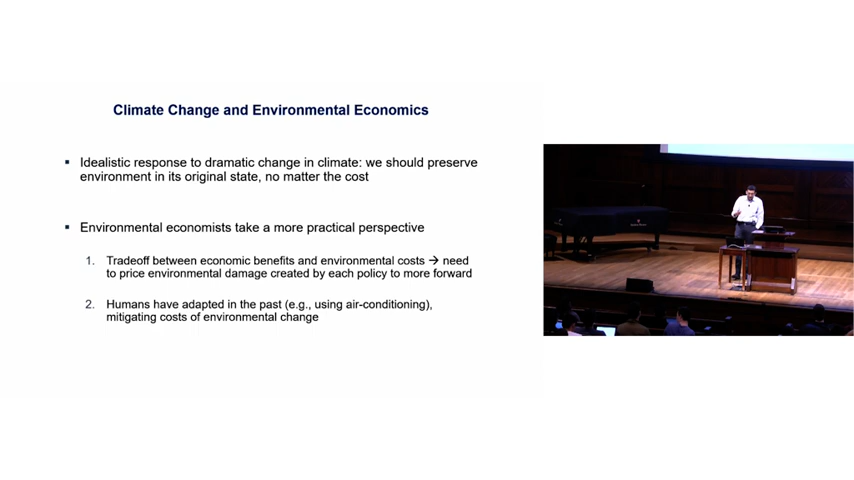 Climate Change and Environmental Economics
▪ Idealistic response to dramatic change in climate: we should preserve
environment in its original state, no matter the cost
▪ Environmental economists take a more practical perspective
1. Tradeoff between economic benefits and environmental costs → need
to price environmental damage created by each policy to more forward
2. Humans have adapted in the past (e.g., using air-conditioning),
mitigating costs of environmental change